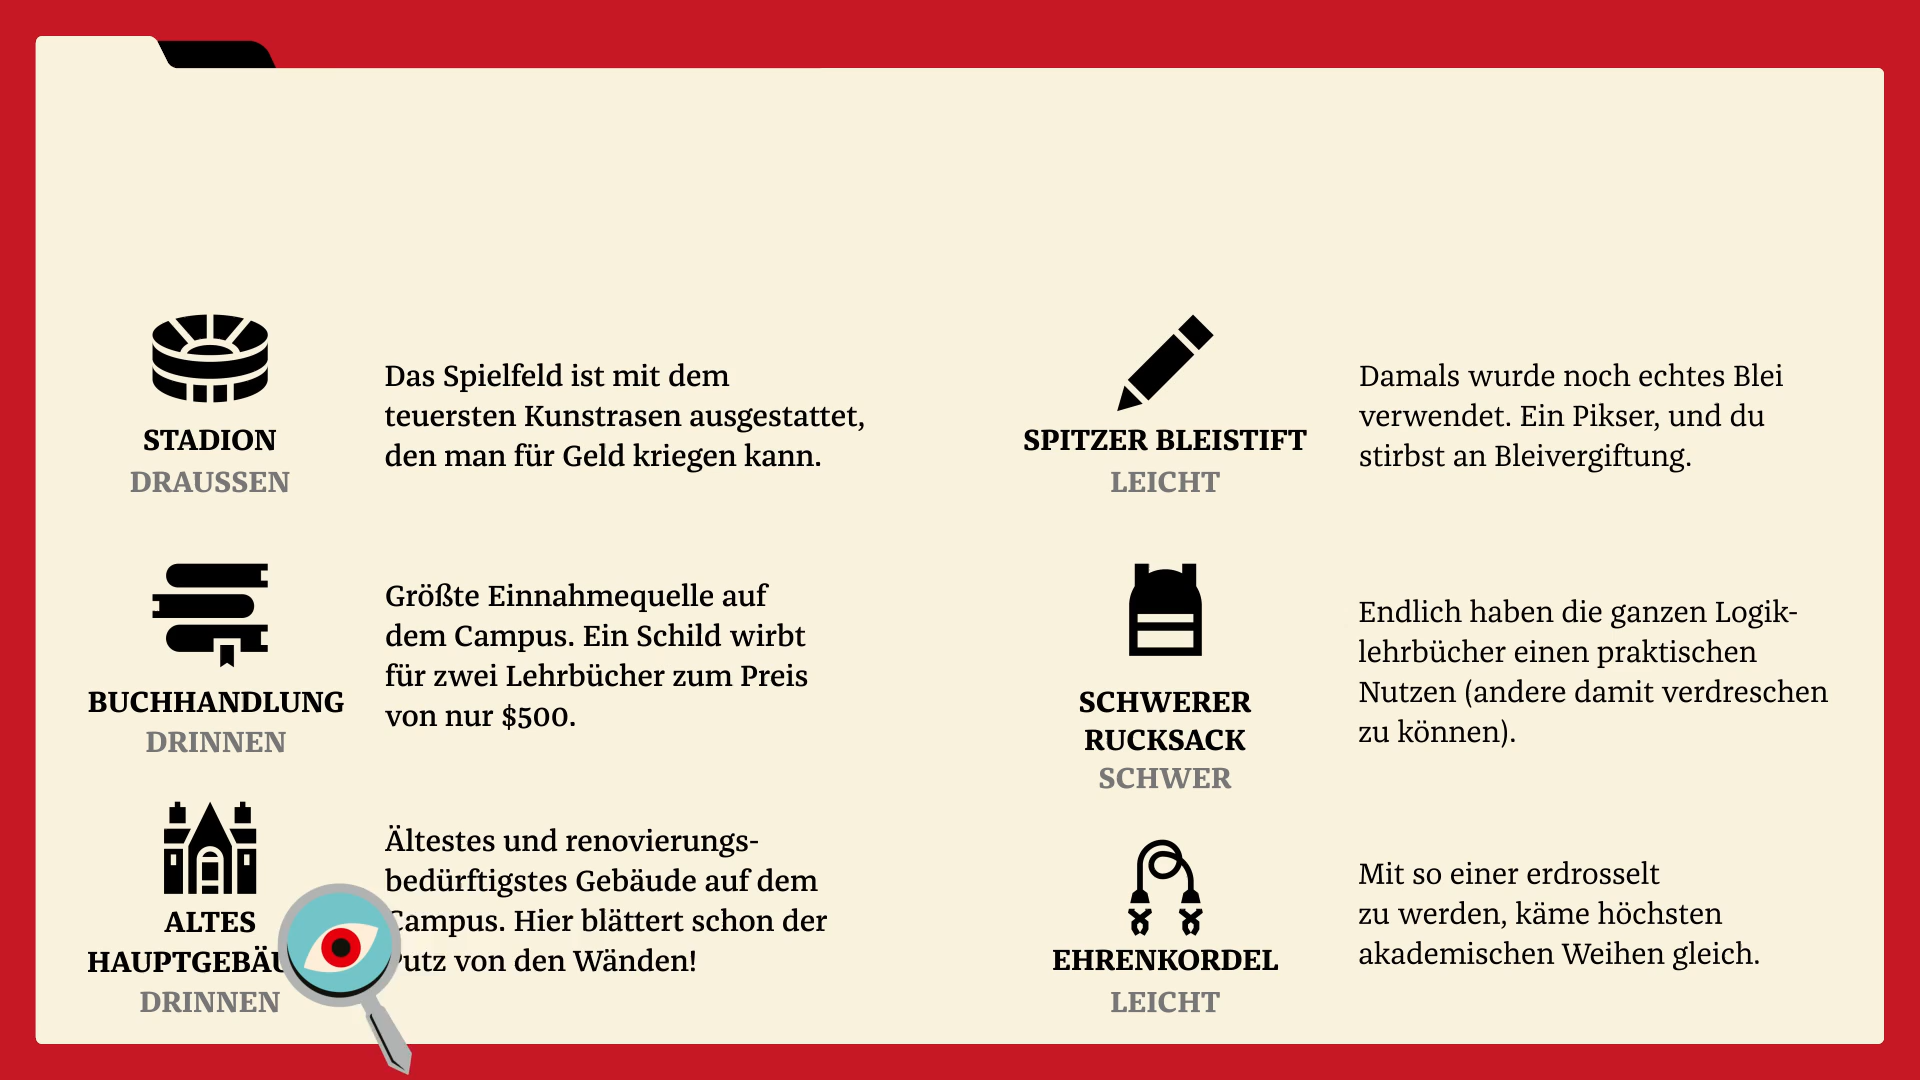 STADION
DRAUSSEN
Das Spielfeld ist mit dem
teuersten Kunstrasen ausgestattet,
den man für Geld kriegen kann.
BUCHHANDLUNG
DRINNEN
Größte Einnahmequelle auf
dem Campus. Ein Schild wirbt
für zwei Lehrbücher zum Preis
von nur $500.
ALTES
DRINNEN
Ältestes und renovierungs-
bedürftigstes Gebäude auf dem
Campus. Hier blättert schon der
Putz von den Wänden!
SPITZER BLEISTIFT
LEICHT
Damals wurde noch echtes Blei
verwendet. Ein Pikser, und du
stirbst an Bleivergiftung.
SCHWERER
RUCKSACK
SCHWER
Endlich haben die ganzen Logik-
lehrbücher einen praktischen
Nutzen (andere damit verdreschen
zu können).
EHRENKORDEL
LEICHT
Mit so einer erdrosselt
zu werden, käme höchsten
akademischen Weihen gleich.